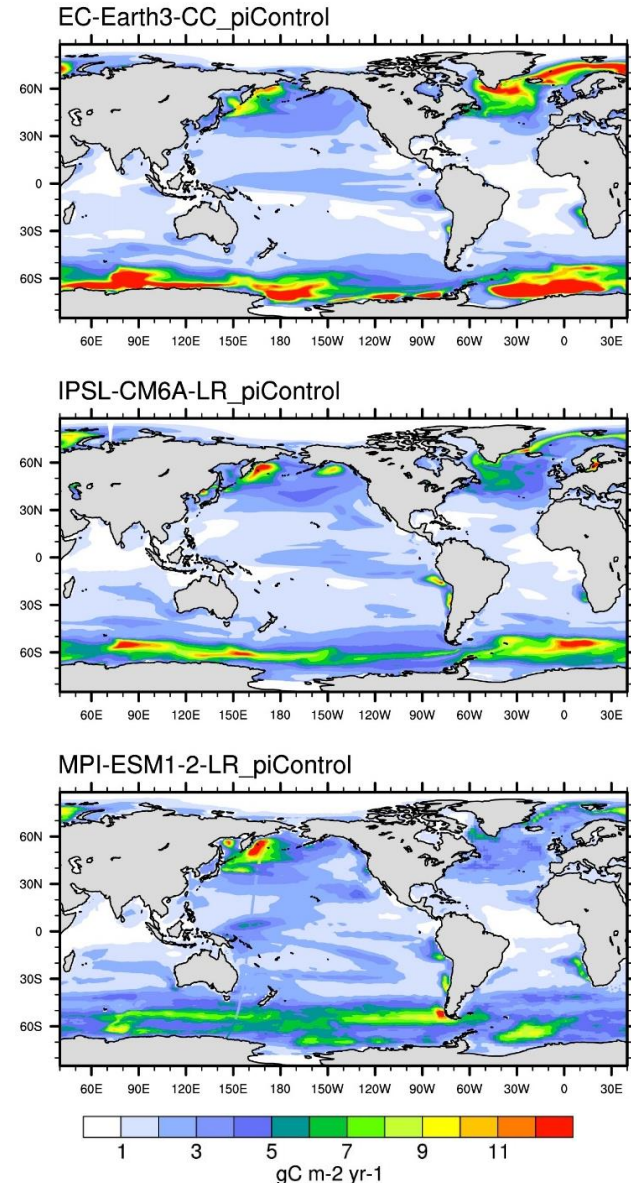 EC-Earth3-CC_piControl
60N
30N
0
30S
60S
60E 90E 120E 150E 180 150W 120W 90W 60W 30W 0 30E
IPSL-CM6A-LR_piControl
60N
30N
0
30S
60S
60E 90E 120E 150E 180 150W 120W 90W 60W 30W 0 30E
MPI-ESM1-2-LR_piControl
60N
30N
0
30S
60S
60E 90E 120E 150E 180 150W 120W 90W 60W 30W 0 30E
1 3 5 7 9 11
gC m-2 yr-1